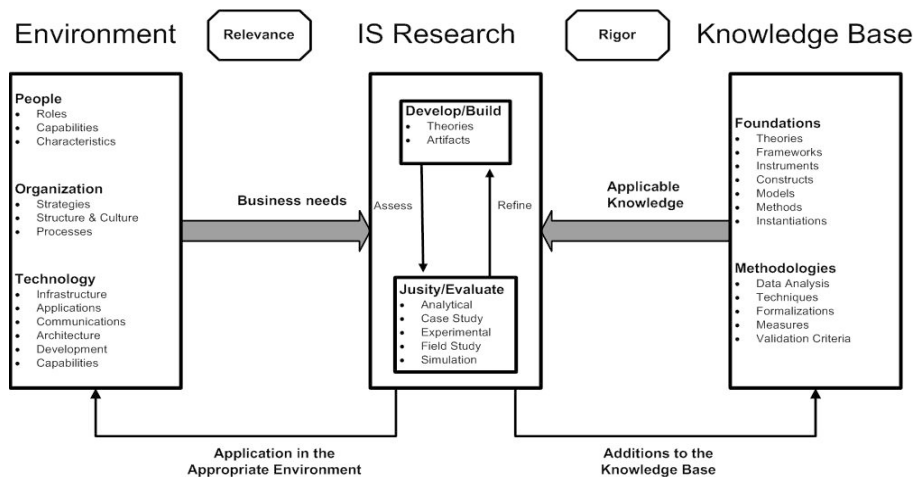 Environment
Relevance
IS Research
Rigor
Knowledge Base
People
• Roles
• Capabilities
• Characteristics
Organization
• Strategies
• Structure & Culture
• Processes
Technology
• Infrastructure
• Applications
• Communications
• Architecture
• Development
• Capabilities
Business needs
Develop/Build
• Theories
• Artifacts
Assess
Refine
Jusity/Evaluate
• Analytical
• Case Study
• Experimental
• Field Study
• Simulation
Applicable
Knowledge
Foundations
• Theories
• Frameworks
• Instruments
• Constructs
• Models
• Methods
• Instantiations
Methodologies
• Data Analysis
• Techniques
• Formalizations
• Measures
• Validation Criteria
Application in the
Appropriate Environment
Additions to the
Knowledge Base